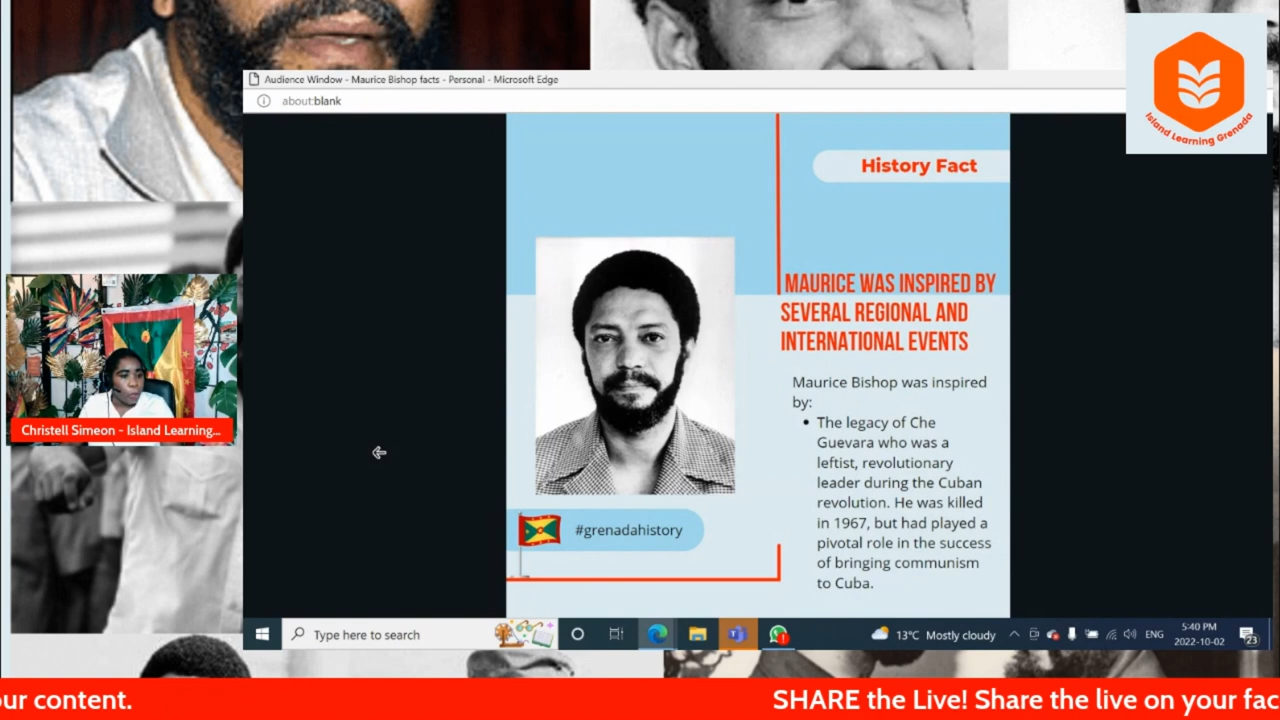 Audience Window - Maurice Bishop facts - Personal - Microsoft Edge
about:blank
Island Learning Grenada
History Fact
MAURICE WAS INSPIRED BY
SEVERAL REGIONAL AND
INTERNATIONAL EVENTS
Maurice Bishop was inspired
by:
• The legacy of Che
Guevara who was a
leftist, revolutionary
leader during the Cuban
revolution. He was killed
in 1967, but had played a
pivotal role in the success
of bringing communism
to Cuba.
#grenadahistory
Christell Simeon - Island Learning...
Type here to search
13°C Mostly cloudy
ENG
5:40 PM
2022-10-02
23
our content.
SHARE the Live! Share the live on your fac